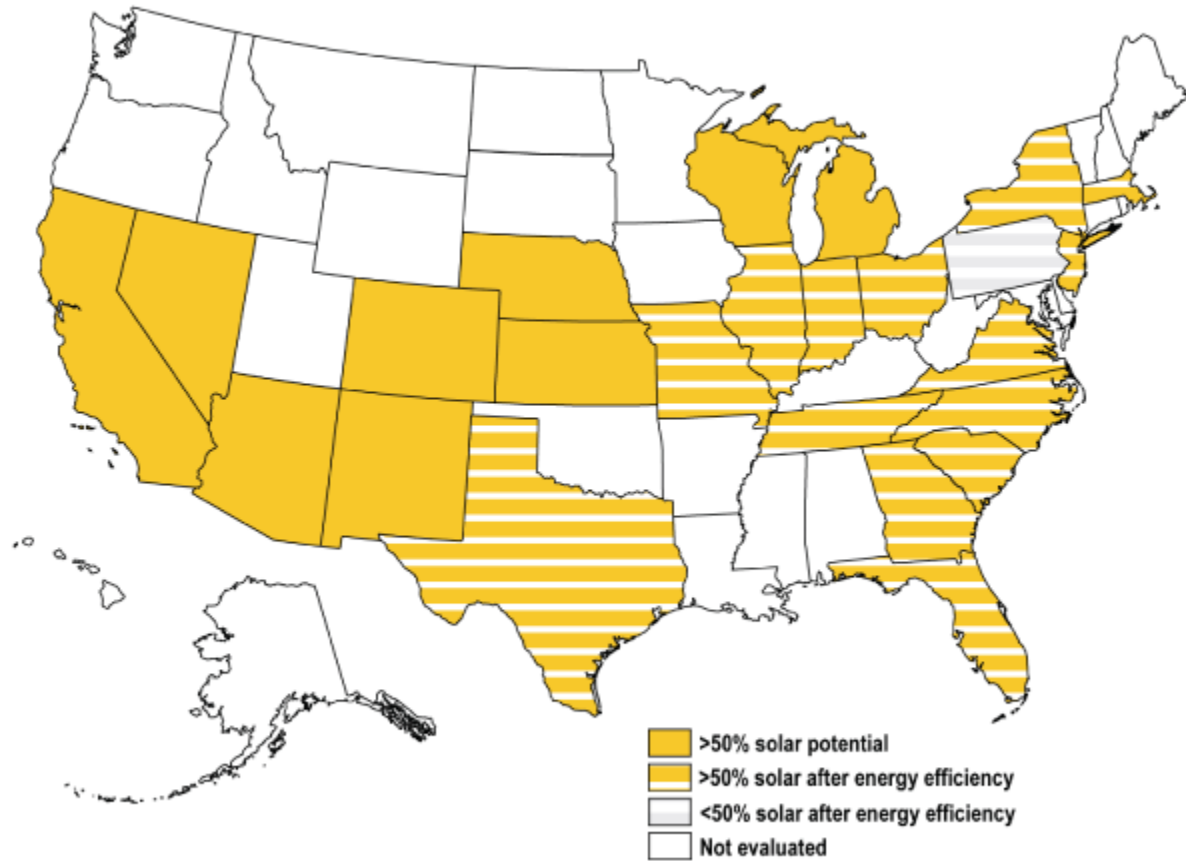 >50% solar potential
>50% solar after energy efficiency
<50% solar after energy efficiency
Not evaluated